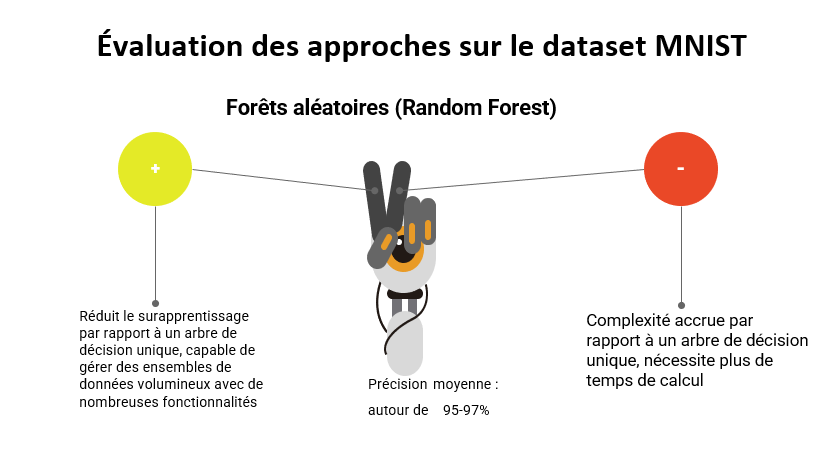 Évaluation des approches sur le dataset MNIST
Forêts aléatoires (Random Forest)
+
-
Réduit le surapprentissage
par rapport à un arbre de
décision unique, capable de
gérer des ensembles de
données volumineux avec de
nombreuses fonctionnalités
Précision moyenne :
autour de 95-97%
Complexité accrue par
rapport à un arbre de décision
unique, nécessite plus de
temps de calcul